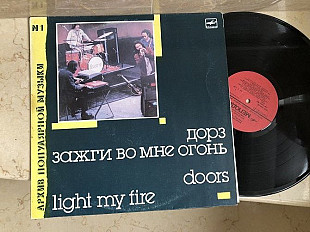 №1
АРХИВ ПОПУЛЯРНОЙ МУЗЫКИ
дорз
зажги во мне огонь
doors
light my fire